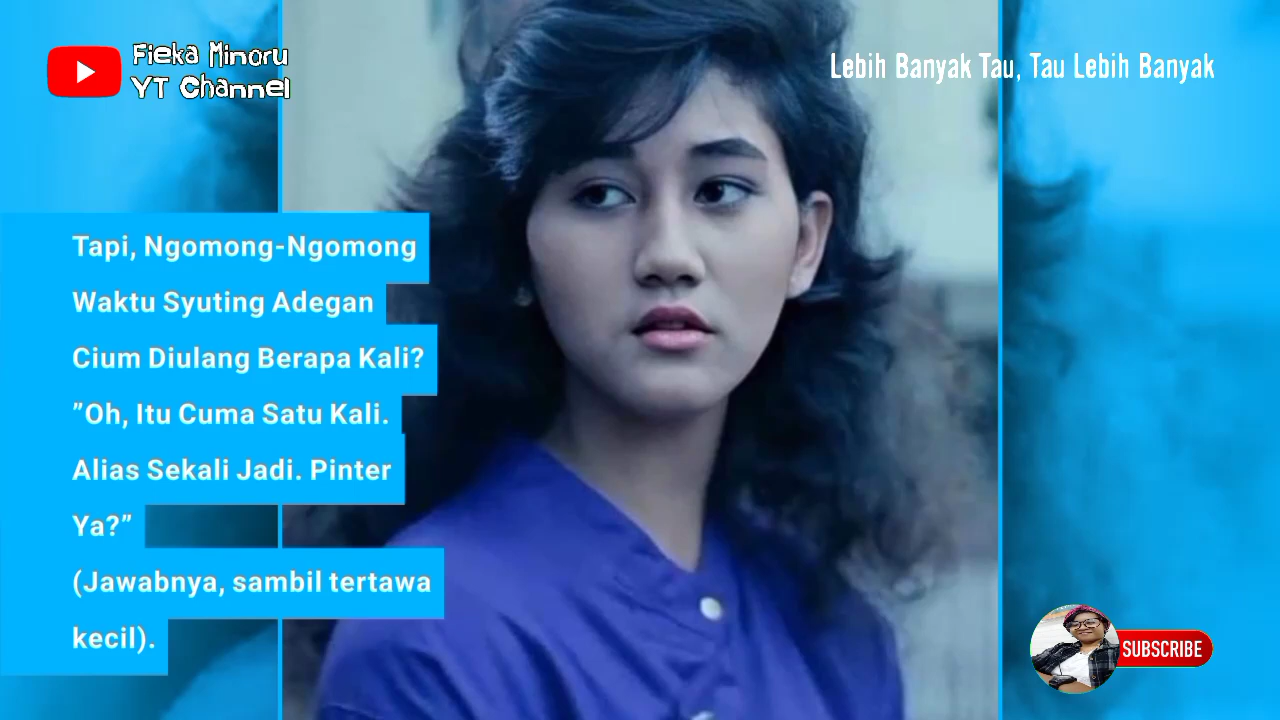 Fieka Minoru
YT Channel
Lebih Banyak Tau, Tau Lebih Banyak
Tapi, Ngomong-Ngomong
Waktu Syuting Adegan
Cium Diulang Berapa Kali?
”Oh, Itu Cuma Satu Kali.
Alias Sekali Jadi. Pinter
Ya?”
(Jawabnya, sambil tertawa
kecil).
SUBSCRIBE